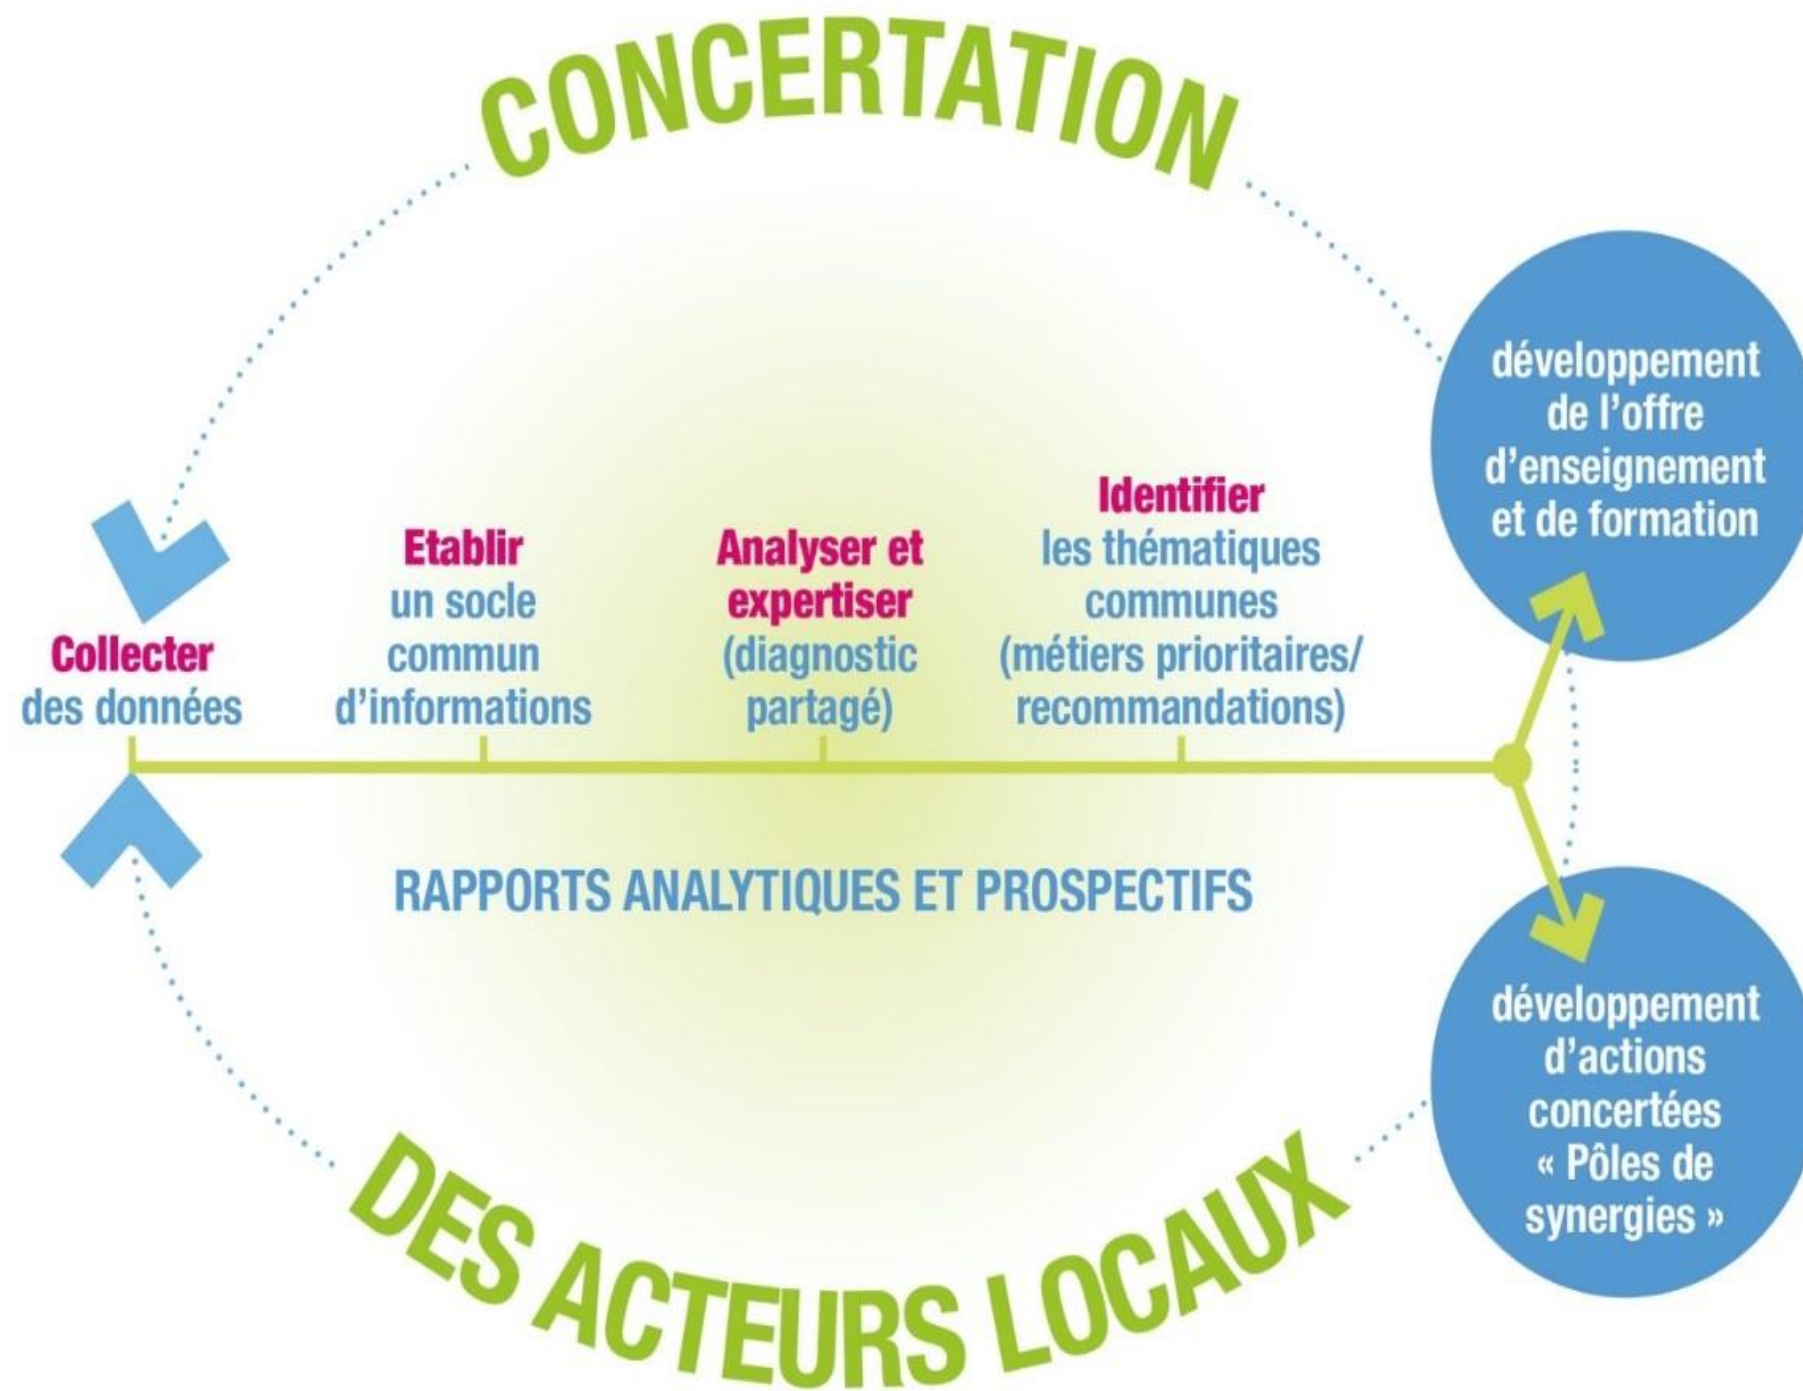 CONCERTATION
Collecter
des données
Etablir
un socle
commun
d'informations
Analyser et
expertiser
(diagnostic
partagé)
Identifier
les thématiques
communes
(métiers prioritaires/
recommandations)
développement
de l'offre
d'enseignement
et de formation
RAPPORTS ANALYTIQUES ET PROSPECTIFS
développement
d'actions
concertées
« Pôles de
synergies »
DES ACTEURS LOCAUX